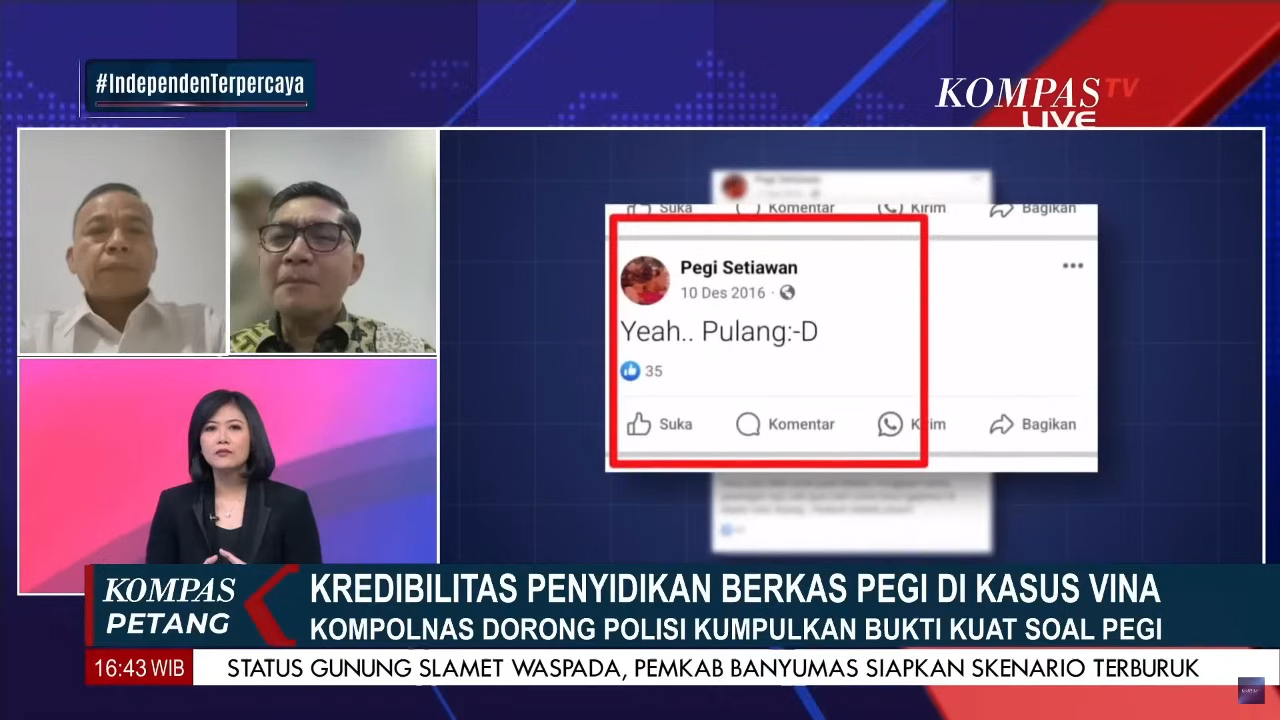 #IndependenTerpercaya
KOMPAS TV
LIVE
Suka Komentar Kirim Bagikan
Pegi Setiawan
10 Des 2016
Yeah.. Pulang:-D
35
Suka Komentar Kirim Bagikan
KOMPAS PETANG
KREDIBILITAS PENYIDIKAN BERKAS PEGI DI KASUS VINA
KOMPOLNAS DORONG POLISI KUMPULKAN BUKTI KUAT SOAL PEGI
16:43 WIB
STATUS GUNUNG SLAMET WASPADA, PEMKAB BANYUMAS SIAPKAN SKENARIO TERBURUK